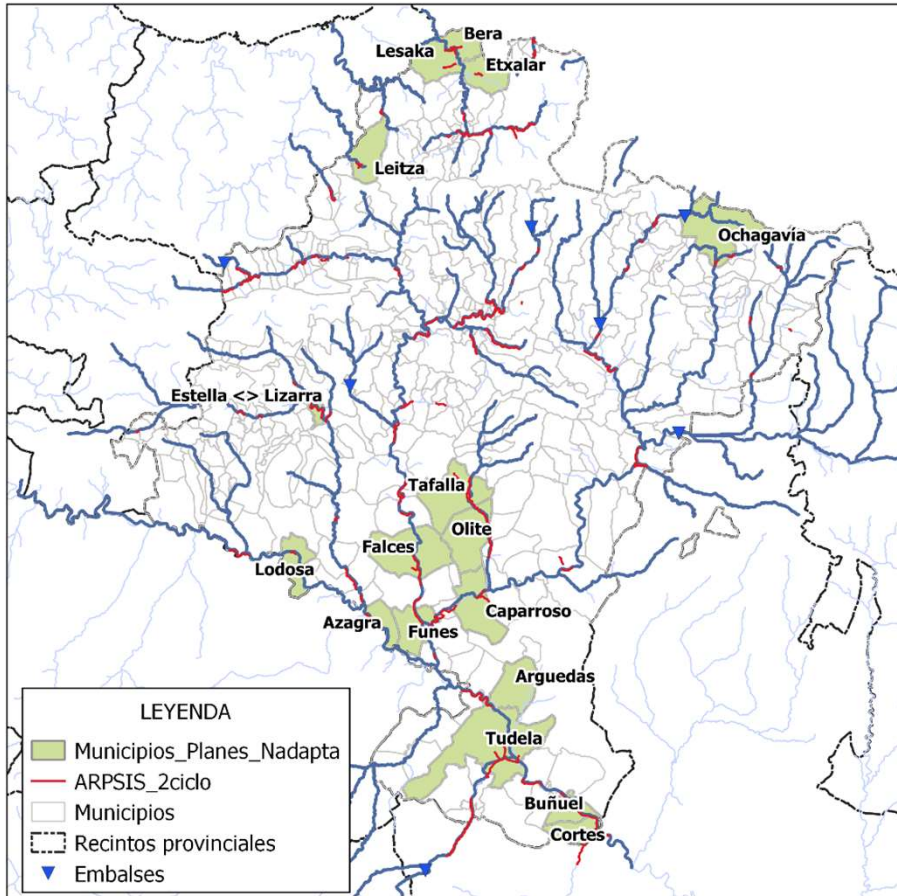 Bera
Lesaka
Etxalar
Leitza
Ochagavía
Estella <> Lizarra
Tafalla
Olite
Falces
Lodosa
Caparroso
Azagra
Funes
Arguedas
Tudela
Buñuel
Cortes
LEYENDA
Municipios_Planes_Nadapta
ARPSIS_2ciclo
Municipios
Recintos provinciales
Embalses